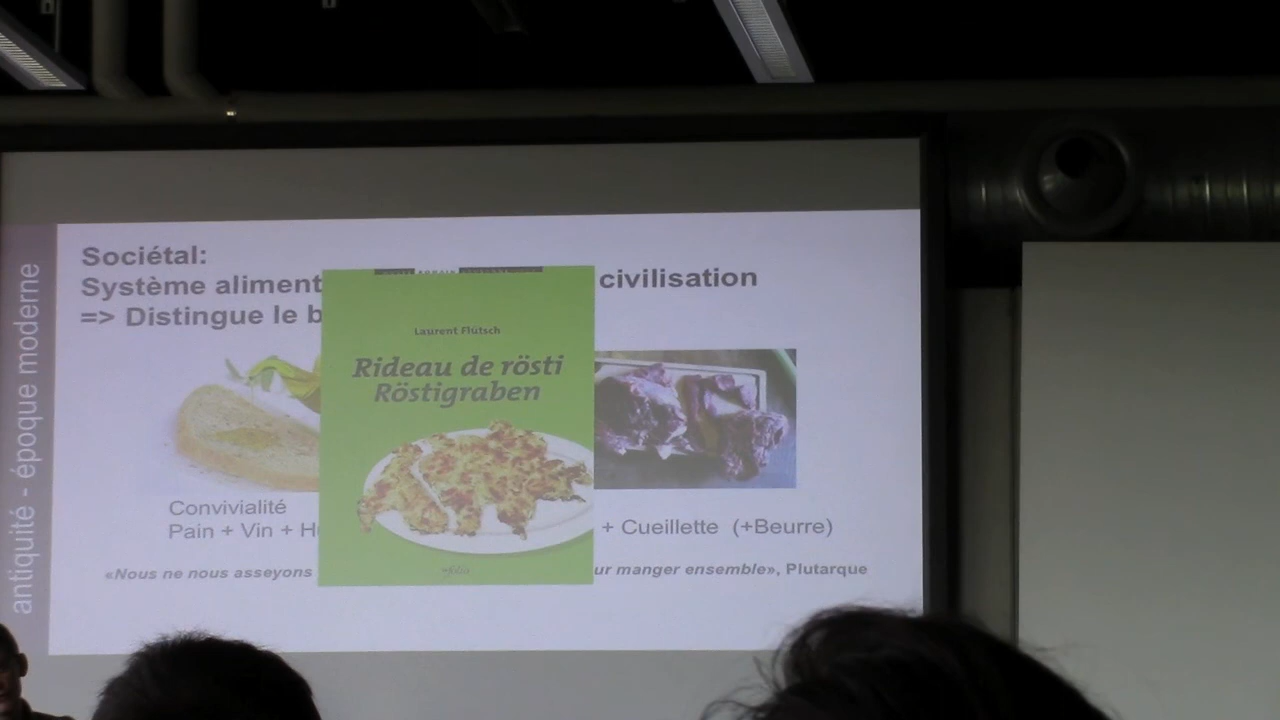 antiquité - époque moderne
Sociétal:
Système aliment civilisation
=> Distingue le b
Laurent Flutsch
Rideau de rösti
Röstigraben
Convivialité
Pain + Vin + H + Cueillette (+Beurre)
«Nous ne nous asseyons ur manger ensemble», Plutarque